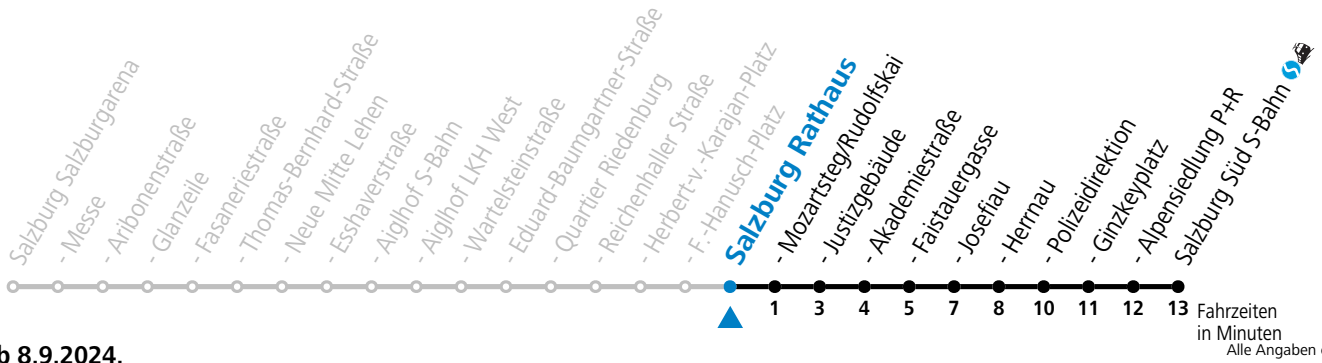 Salzburg Salzburgarena
- Messe
- Aribonenstraße
- Glanzeile
- Fasaneriestraße
- Thomas-Bernhard-Straße
- Neue Mitte Lehen
- Esshaverstraße
- Aiglhof S-Bahn
- Aiglhof LKH West
- Wartelsteinstraße
- Eduard-Baumgartner-Straße
- Quartier Riedenburg
- Reichenhaller Straße
- Herbert-v.-Karajan-Platz
- F.-Hanusch-Platz
Salzburg Rathaus
- Mozartsteg/Rudolfskai
- Justizgebäude
- Akademiestraße
- Faistauergasse
- Josefiau
- Herrnau
- Polizeidirektion
- Ginzkeyplatz
- Alpensiedlung P+R
Salzburg Süd S-Bahn
1 3 4 5 7 8 10 11 12 13 Fahrzeiten
in Minuten
Alle Angaben
b 8.9.2024.